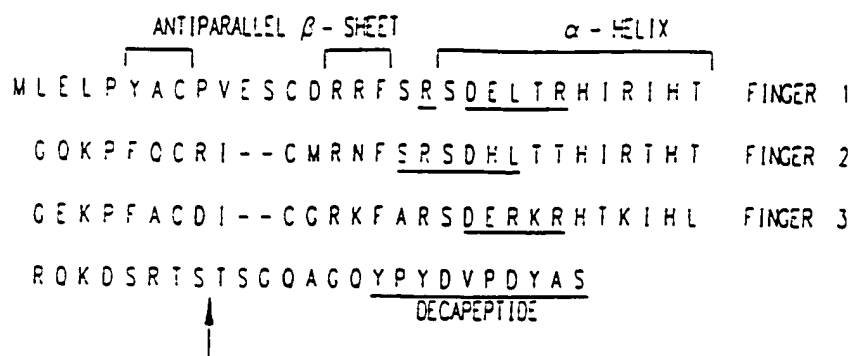 ANTIPARALLEL β - SHEET α - HELIX
M L E L P Y A C P V E S C D R R F S R S D E L T R H I R I H T FINGER 1
G Q K P F Q C R I - - C M R N F S R S D H L T T H I R T H T FINGER 2
G E K P F A C D I - - C G R K F A R S D E R K R H T K I H L FINGER 3
R Q K D S R T S T S G Q A G Q Y P Y D V P D Y A S
DECAPEPTIDE